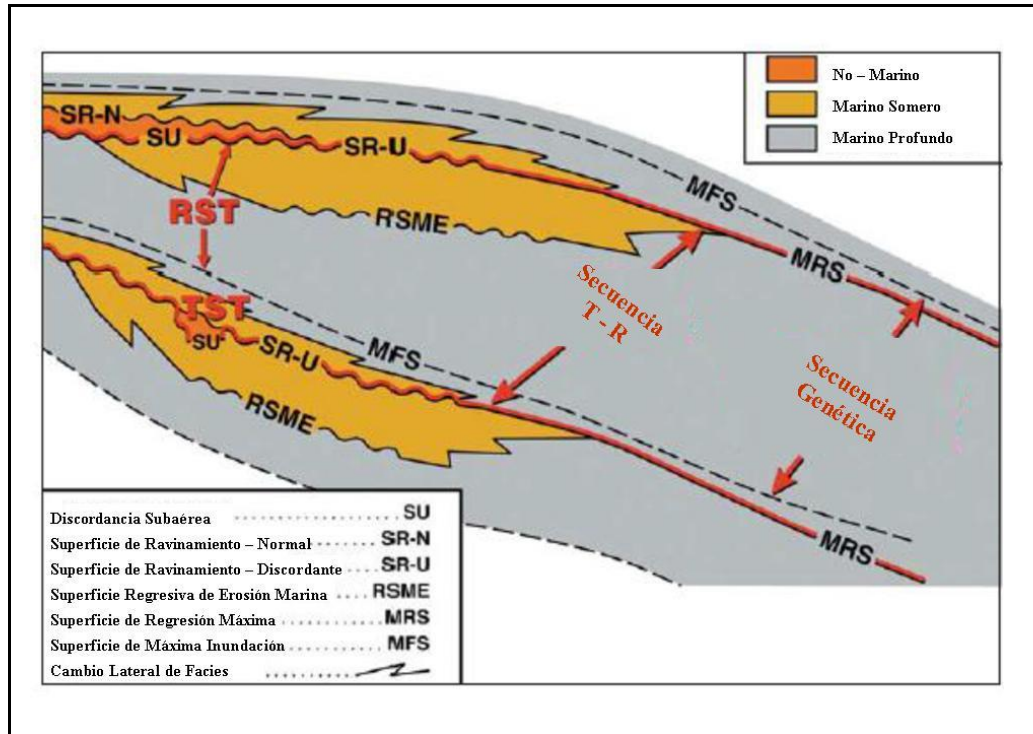 No – Marino
Marino Somero
Marino Profundo
SR-N
SU
SR-U
MFS
RST
RSME
MRS
Secuencia
T - R
TST
SU
SR-U
MFS
Secuencia
Genética
RSME
MRS
Discordancia Subaérea .......... SU
Superficie de Ravinamiento – Normal .......... SR-N
Superficie de Ravinamiento – Discordante ..... SR-U
Superficie Regresiva de Erosión Marina .... RSME
Superficie de Regresión Máxima .......... MRS
Superficie de Máxima Inundación .......... MFS
Cambio Lateral de Facies ..........